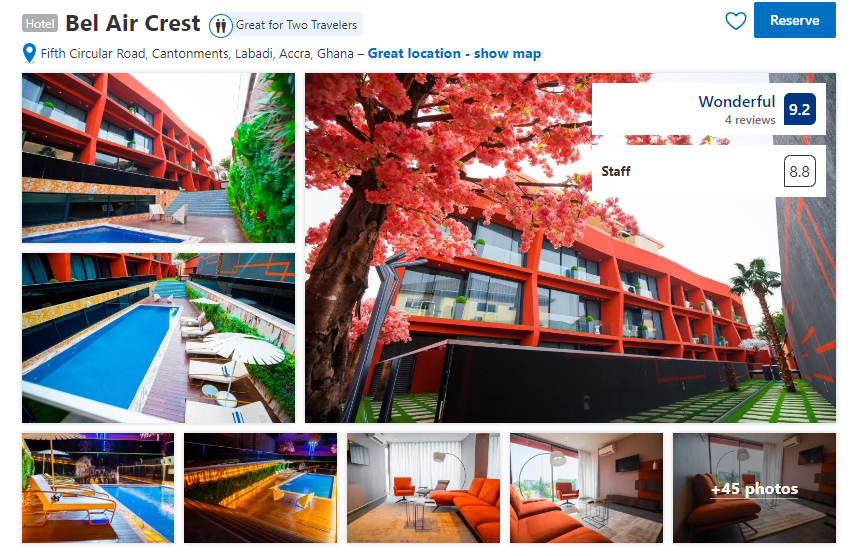 Hotel Bel Air Crest Great for Two Travelers
Reserve
Fifth Circular Road, Cantonments, Labadi, Accra, Ghana – Great location - show map
Wonderful 9.2
4 reviews
Staff 8.8
+45 photos